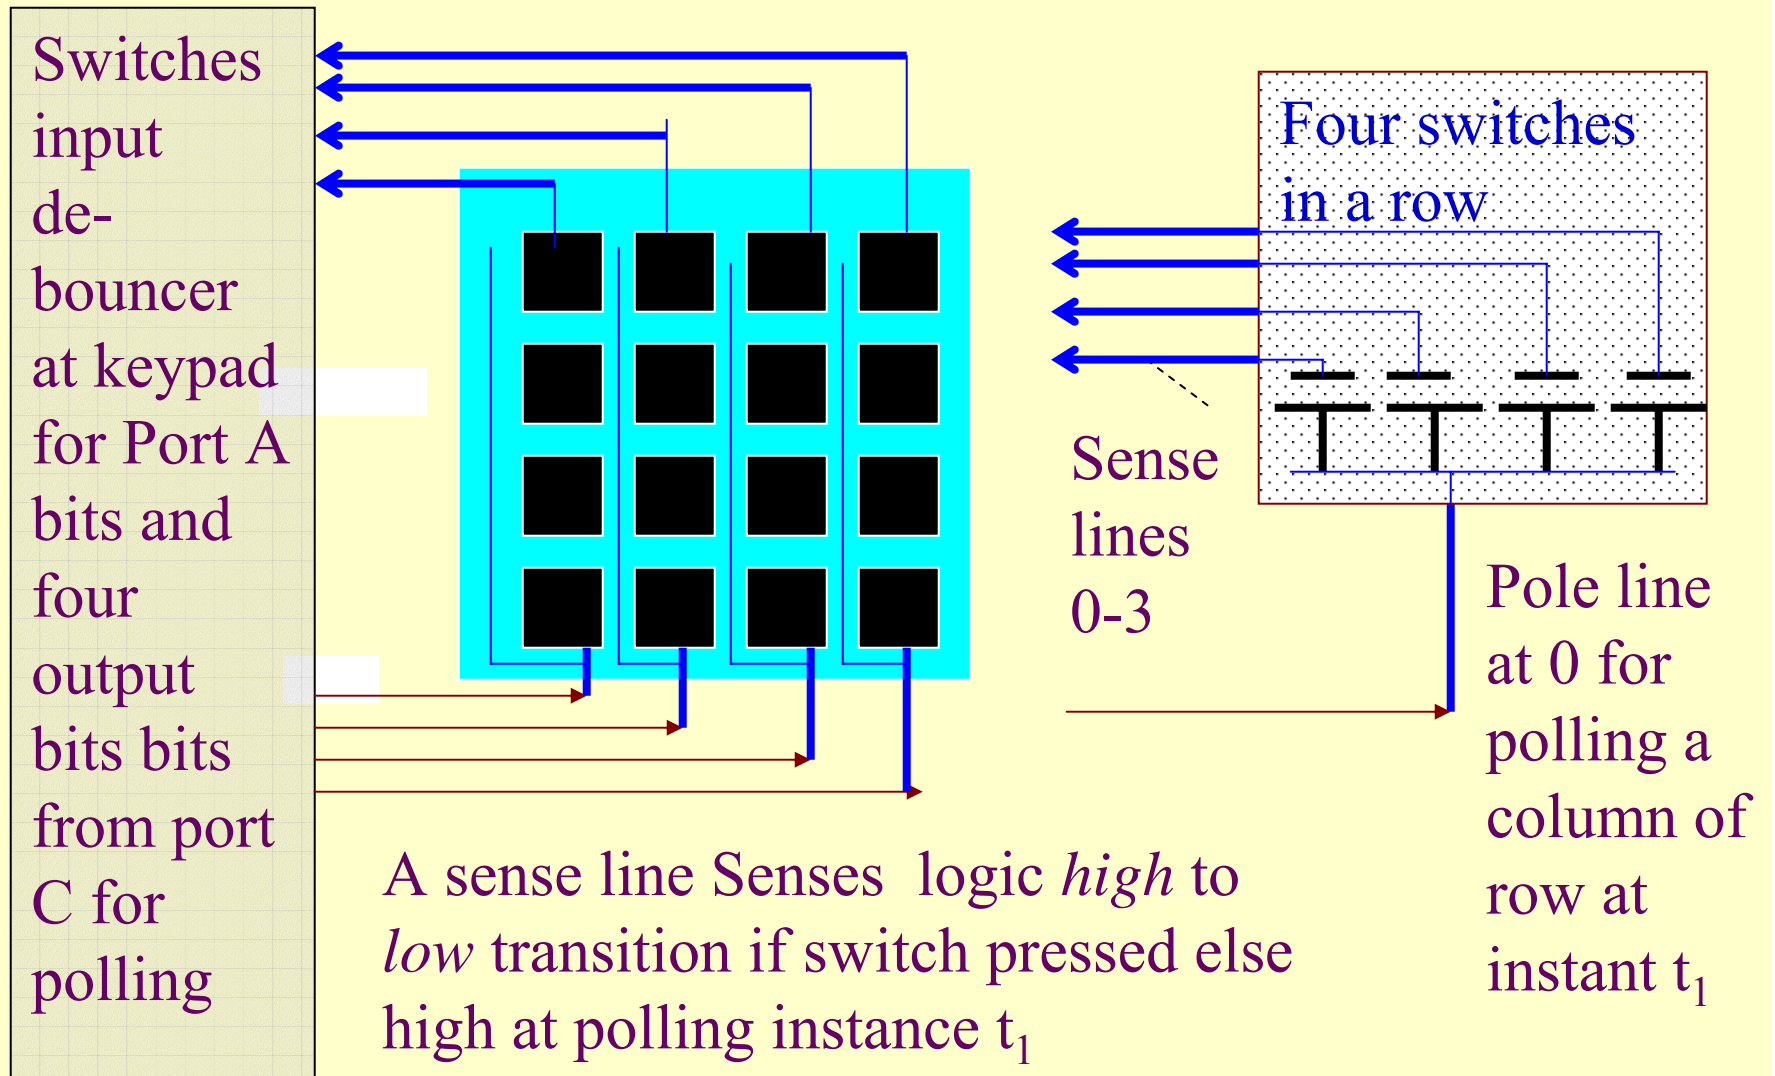 Switches
input
de-
bouncer
at keypad
for Port A
bits and
four
output
bits bits
from port
C for
polling
Four switches
in a row
Sense
lines
0-3
Pole line
at 0 for
polling a
column of
row at
instant t₁
A sense line Senses logic high to
low transition if switch pressed else
high at polling instance t₁